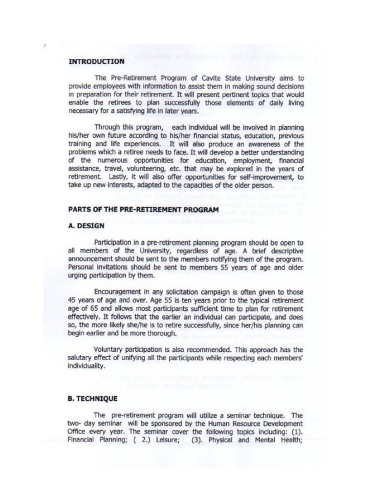 INTRODUCTION
The Pre-Retirement Program of Cavite State University aims to
provide employees with information to assist them in making sound decisions
in preparation for their retirement. It will present pertinent topics that would
enable the retirees to plan successfully those elements of daily living
necessary for a satisfying life in later years.
Through this program, each individual will be involved in planning
his/her own future according to his/her financial status, education, previous
training and life experiences. It will also produce an awareness of the
problems which a retiree needs to face. It will develop a better understanding
of the numerous opportunities for education, employment, financial
assistance, travel, volunteering, etc. that may be explored in the years of
retirement. Lastly, it will also offer opportunities for self-improvement, to
take up new interests, adapted to the capacities of the older person.
PARTS OF THE PRE-RETIREMENT PROGRAM
A. DESIGN
Participation in a pre-retirement planning program should be open to
all members of the University, regardless of age. A brief descriptive
announcement should be sent to the members notifying them of the program.
Personal invitations should be sent to members 55 years of age and older
urging participation by them.
Encouragement in any solicitation campaign is often given to those
45 years of age and over. Age 55 is ten years prior to the typical retirement
age of 65 and allows most participants sufficient time to plan for retirement
effectively. It follows that the earlier an individual can participate, and does
so, the more likely she/he is to retire successfully, since her/his planning can
begin earlier and be more thorough.
Voluntary participation is also recommended. This approach has the
salutary effect of unifying all the participants while respecting each members'
individuality.
B. TECHNIQUE
The pre-retirement program will utilize a seminar technique. The
two- day seminar will be sponsored by the Human Resource Development
Office every year. The seminar cover the following topics including: (1).
Financial Planning; ( 2.) Leisure; (3). Physical and Mental Health;